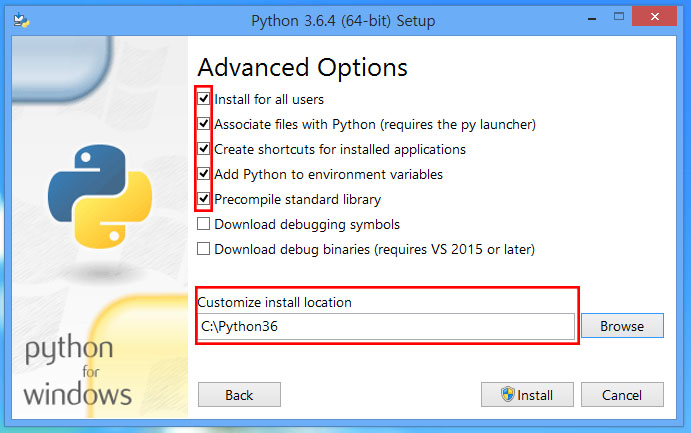 Python 3.6.4 (64-bit) Setup
Advanced Options
Install for all users
Associate files with Python (requires the py launcher)
Create shortcuts for installed applications
Add Python to environment variables
Precompile standard library
Download debugging symbols
Download debug binaries (requires VS 2015 or later)
Customize install location
C:\Python36
Browse
python
for
windows
Back
Install
Cancel